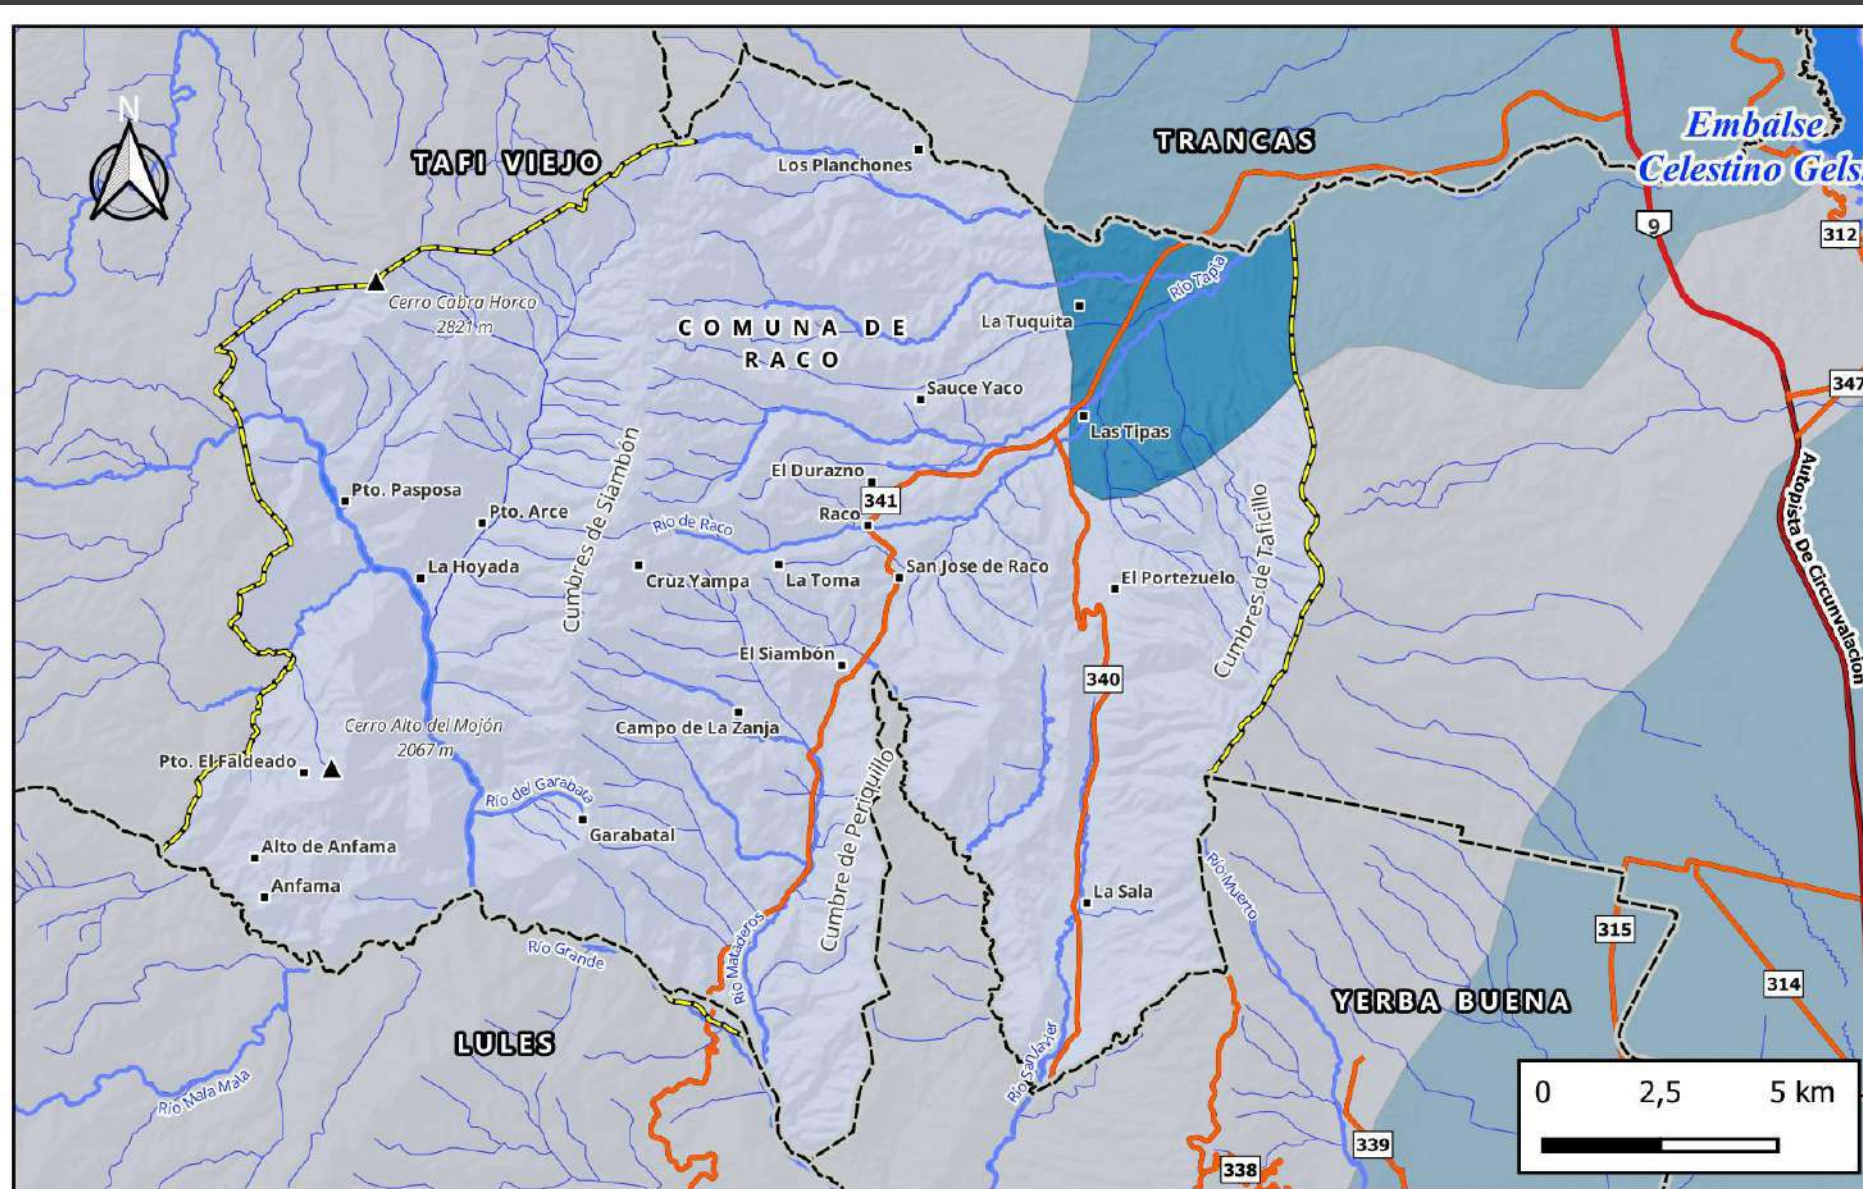 N
TAFI VIEJO
TRANCAS
Embalse
Celestino Gels
Los Planchones
9
312
Cerro Cabra Horco
2821 m
Río Tapia
COMUNA DE
RACO
La Tuquita
347
Sauce Yaco
Las Tipas
El Durazno
Pto. Pasposa
341
Cumbres de Siambón
Pto. Arce
Raco
Río de Raco
Cumbres de Taficillo
Autopista De Circunvalacion
La Hoyada
Cruz Yampa
La Toma
San Jose de Raco
El Portezuelo
El Siambón
340
Cerro Alto del Mojón
2067 m
Campo de La Zanja
Pto. El Faldeado
Río del Garabata
Cumbre de Periquillo
Garabatal
Alto de Anfama
Anfama
Río Muerto
La Sala
315
Río Mataderos
Río Grande
314
YERBA BUENA
LULES
Río San Javier
Río Mala Mala
0 2,5 5 km
339
338